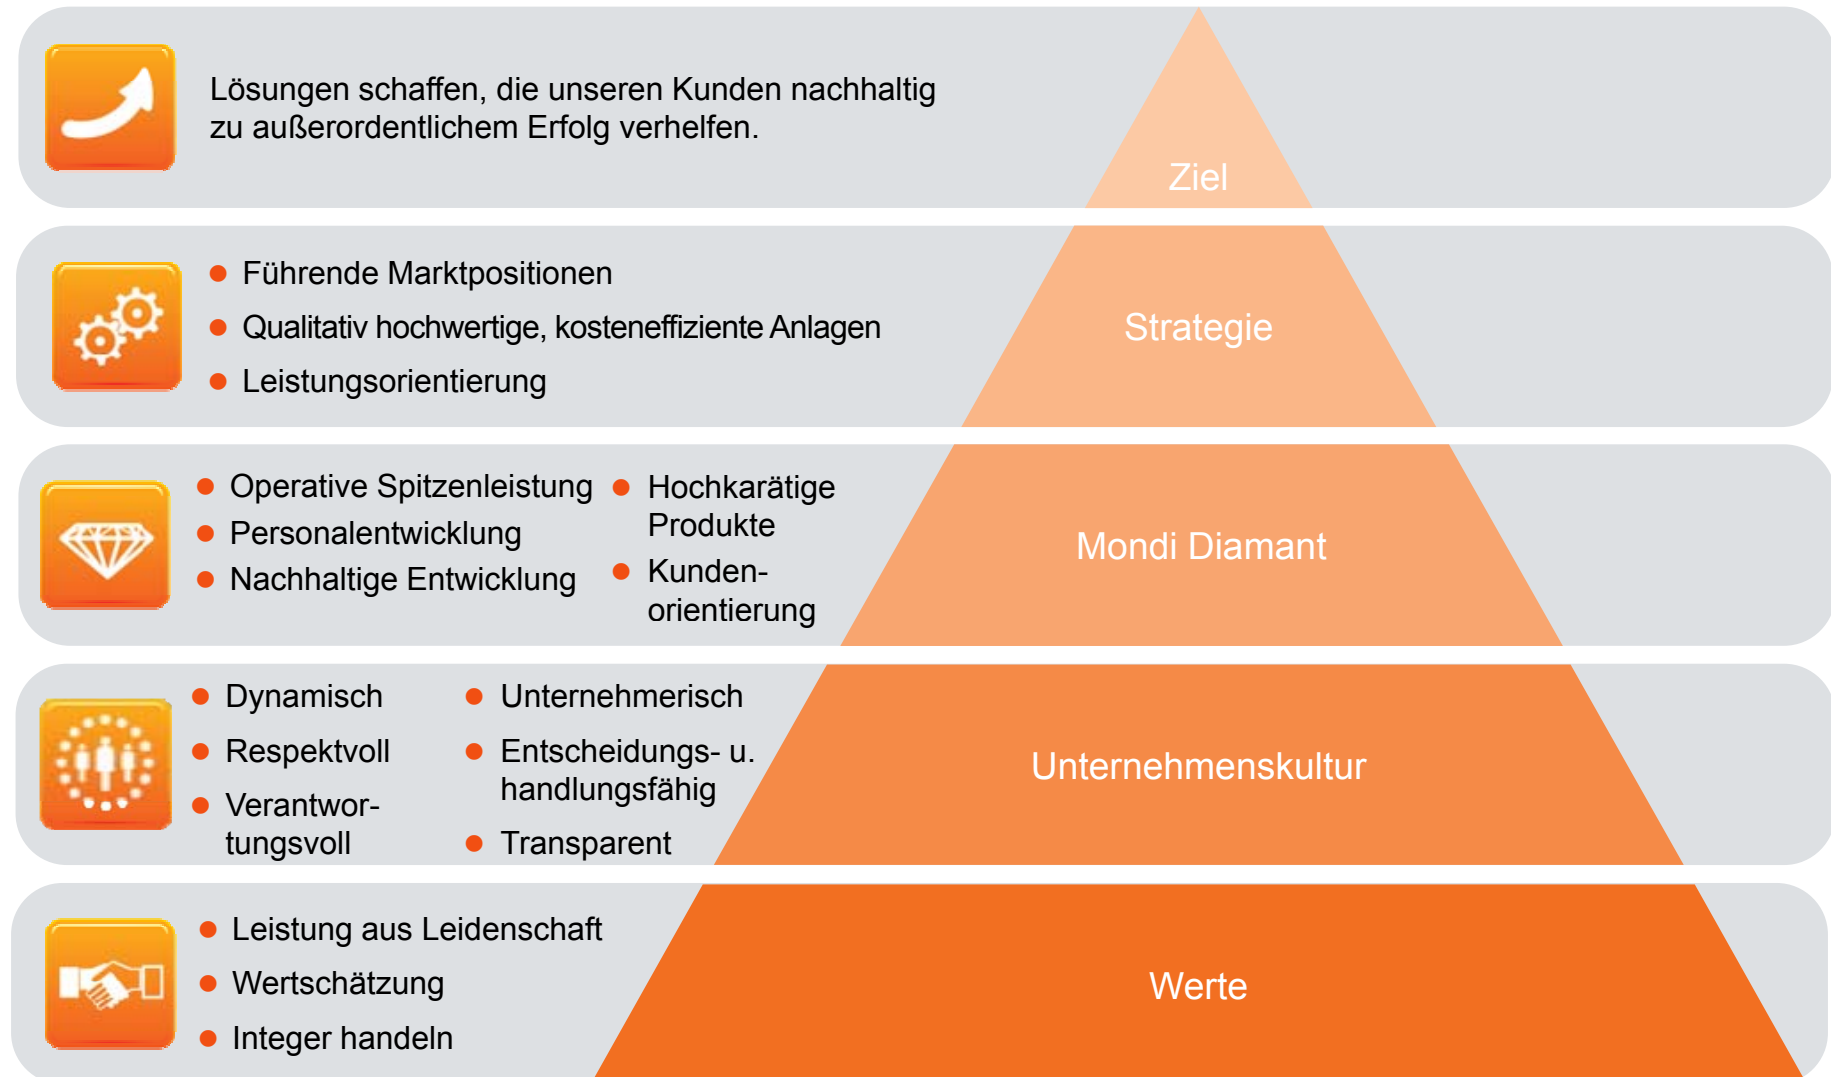 Lösungen schaffen, die unseren Kunden nachhaltig
zu außerordentlichem Erfolg verhelfen.
Ziel
Führende Marktpositionen
Qualitativ hochwertige, kosteneffiziente Anlagen
Leistungsorientierung
Strategie
Operative Spitzenleistung
Personalentwicklung
Nachhaltige Entwicklung
Hochkarätige
Produkte
Kunden-
orientierung
Mondi Diamant
Dynamisch
Respektvoll
Verantwor-
tungsvoll
Unternehmerisch
Entscheidungs- u.
handlungsfähig
Transparent
Unternehmenskultur
Leistung aus Leidenschaft
Wertschätzung
Integer handeln
Werte